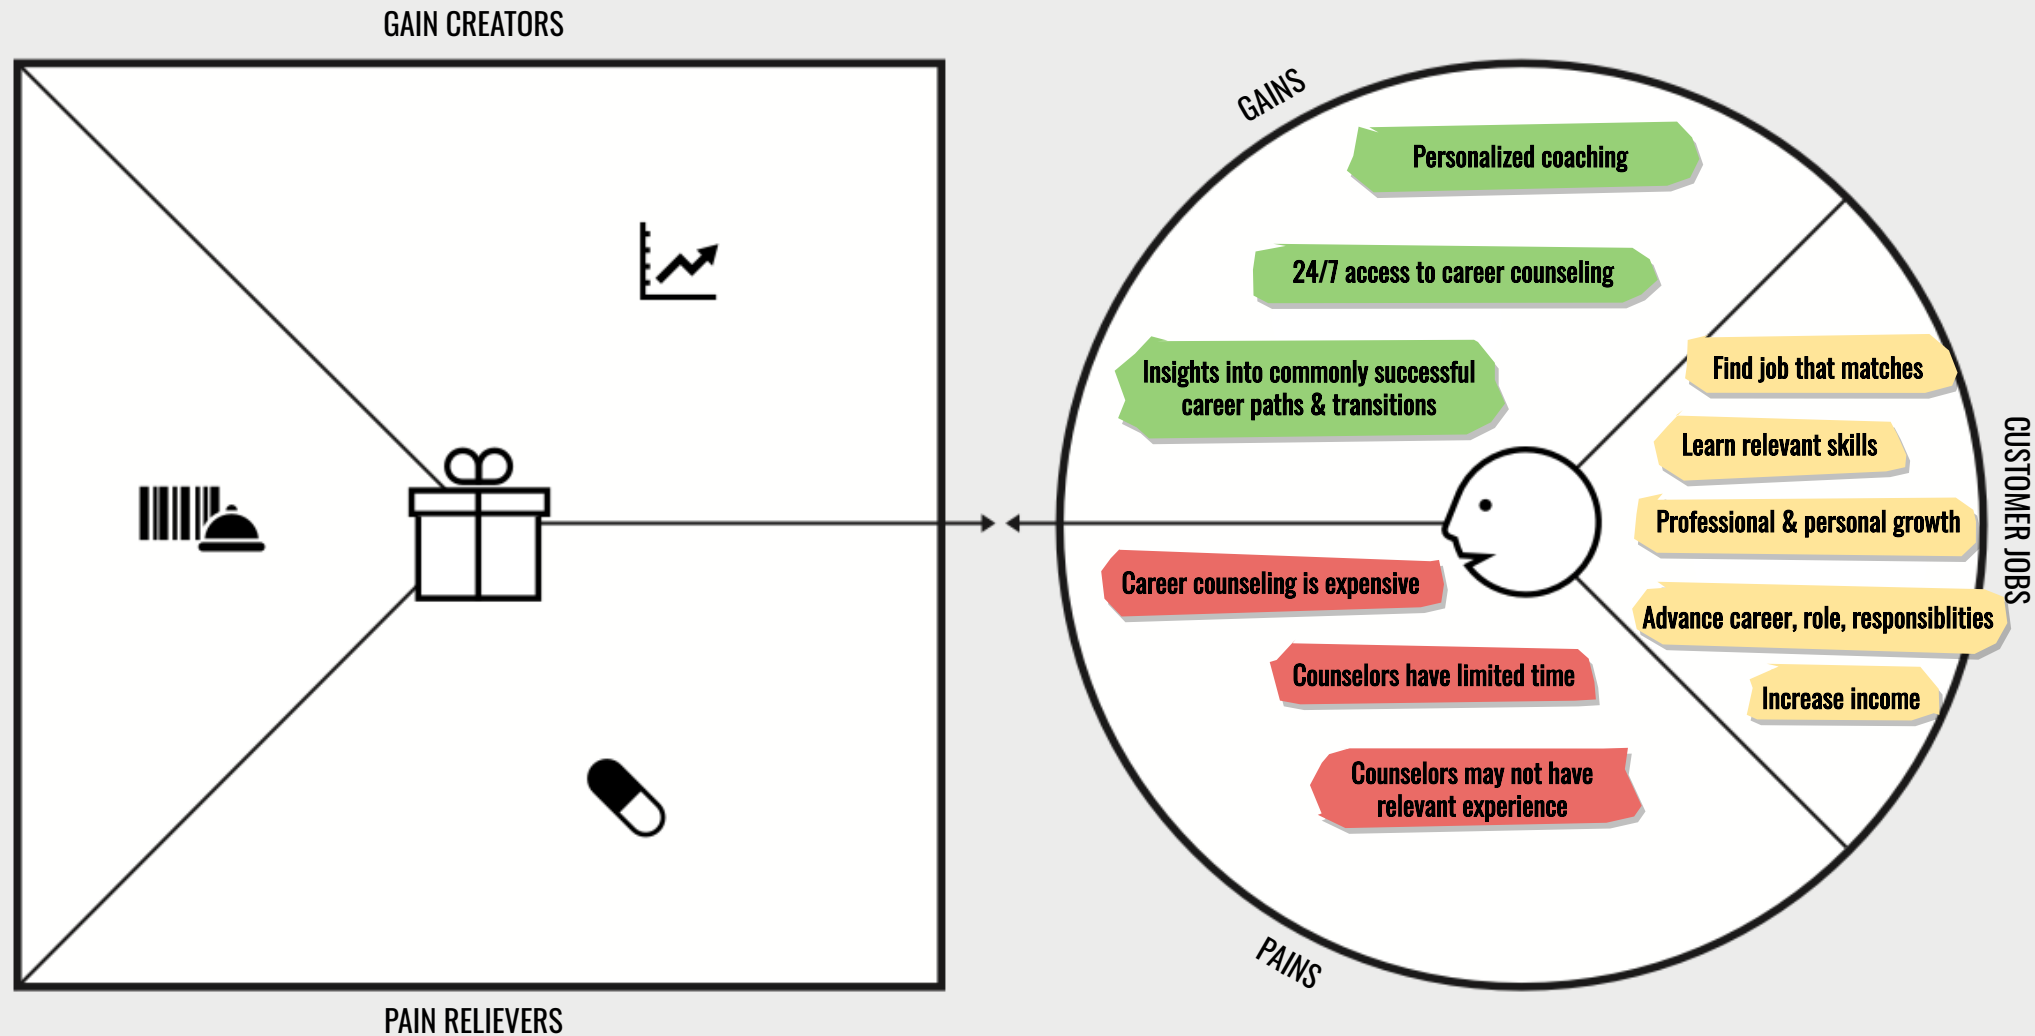 GAIN CREATORS
PAIN RELIEVERS
GAINS
Personalized coaching
24/7 access to career counseling
Insights into commonly successful
career paths & transitions
Find job that matches
Learn relevant skills
Professional & personal growth
Advance career, role, responsiblities
Increase income
CUSTOMER JOBS
Career counseling is expensive
Counselors have limited time
Counselors may not have
relevant experience
PAINS